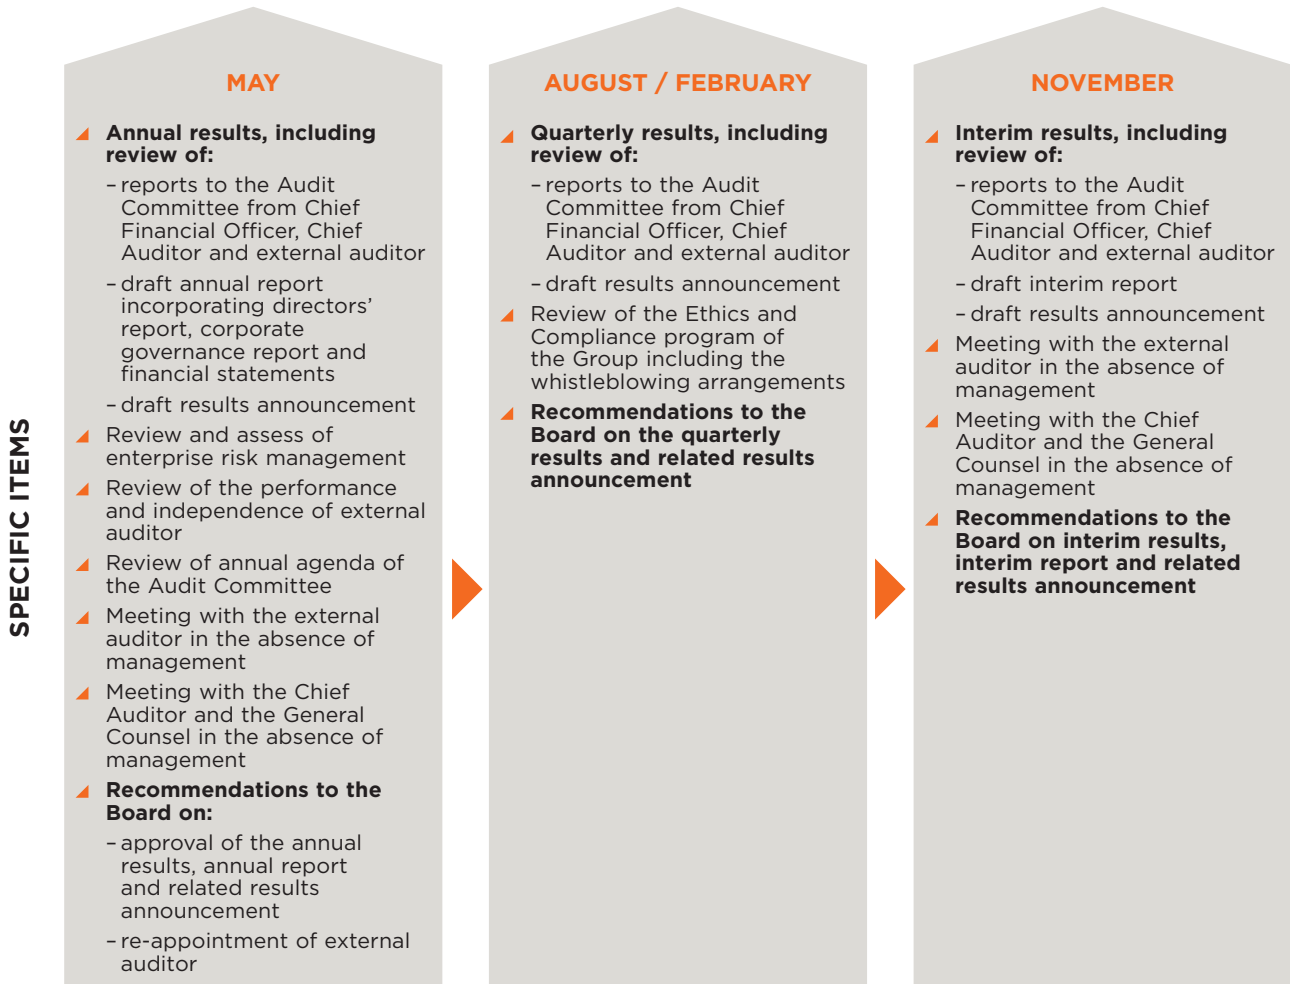 SPECIFIC ITEMS
MAY
Annual results, including
review of:
– reports to the Audit
Committee from Chief
Financial Officer, Chief
Auditor and external auditor
– draft annual report
incorporating directors’
report, corporate
governance report and
financial statements
– draft results announcement
Review and assess of
enterprise risk management
Review of the performance
and independence of external
auditor
Review of annual agenda of
the Audit Committee
Meeting with the external
auditor in the absence of
management
Meeting with the Chief
Auditor and the General
Counsel in the absence of
management
Recommendations to the
Board on:
– approval of the annual
results, annual report
and related results
announcement
– re-appointment of external
auditor
AUGUST / FEBRUARY
Quarterly results, including
review of:
– reports to the Audit
Committee from Chief
Financial Officer, Chief
Auditor and external auditor
– draft results announcement
Review of the Ethics and
Compliance program of
the Group including the
whistleblowing arrangements
Recommendations to the
Board on the quarterly
results and related results
announcement
NOVEMBER
Interim results, including
review of:
– reports to the Audit
Committee from Chief
Financial Officer, Chief
Auditor and external auditor
– draft interim report
– draft results announcement
Meeting with the external
auditor in the absence of
management
Meeting with the Chief
Auditor and the General
Counsel in the absence of
management
Recommendations to the
Board on interim results,
interim report and related
results announcement